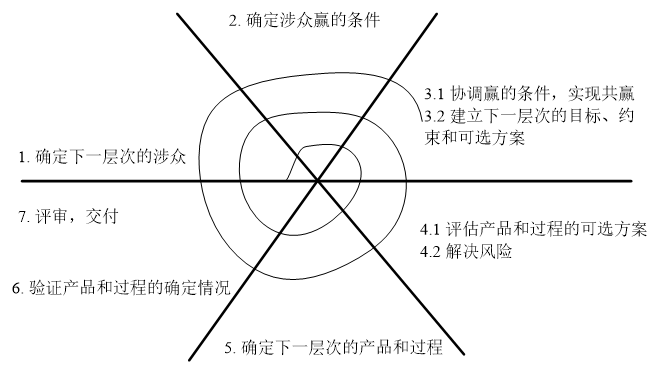 2. 确定涉众赢的条件
3.1 协调赢的条件，实现共赢
3.2 建立下一层次的目标、约
束和可选方案
1. 确定下一层次的涉众
7. 评审，交付
4.1 评估产品和过程的可选方案
4.2 解决风险
6. 验证产品和过程的确定情况
5. 确定下一层次的产品和过程